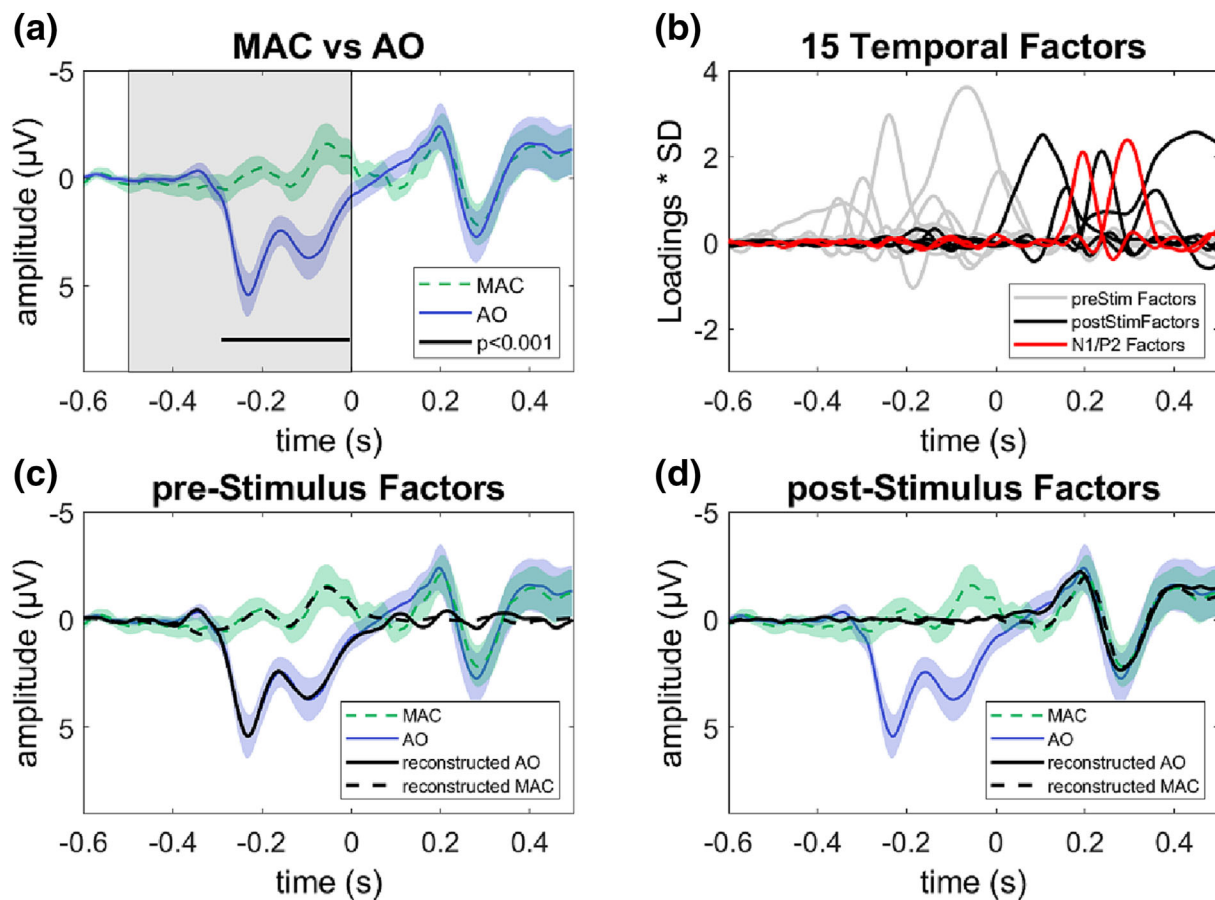 (a)
MAC vs AO
-5
0
5
amplitude (µV)
MAC
AO
p<0.001
-0.6 -0.4 -0.2 0 0.2 0.4
time (s)
(b)
15 Temporal Factors
4
2
0
-2
Loadings * SD
preStim Factors
postStimFactors
N1/P2 Factors
-0.6 -0.4 -0.2 0 0.2 0.4
time (s)
(c)
pre-Stimulus Factors
-5
0
5
amplitude (µV)
MAC
AO
reconstructed AO
reconstructed MAC
-0.6 -0.4 -0.2 0 0.2 0.4
time (s)
(d)
post-Stimulus Factors
-5
0
5
amplitude (µV)
MAC
AO
reconstructed AO
reconstructed MAC
-0.6 -0.4 -0.2 0 0.2 0.4
time (s)